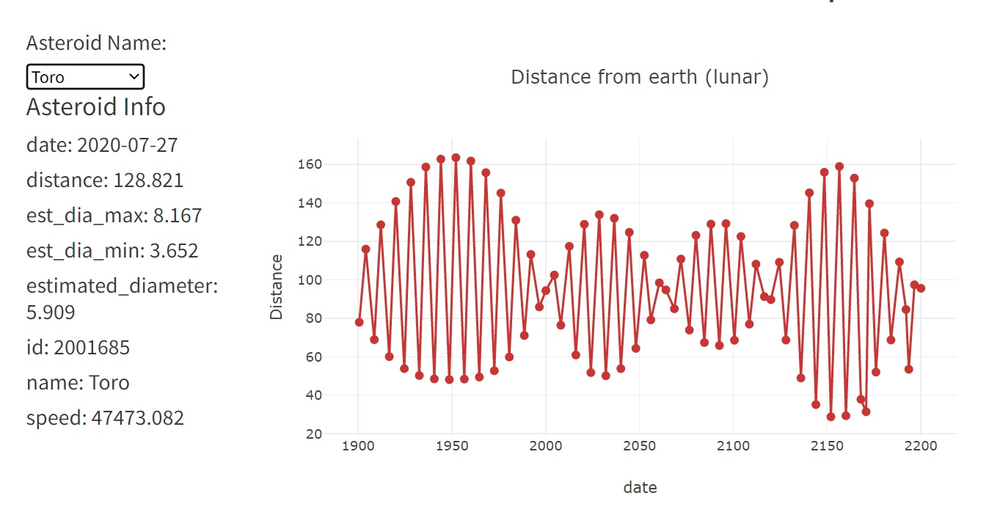 Asteroid Name:
Toro
Asteroid Info
date: 2020-07-27
distance: 128.821
est_dia_max: 8.167
est_dia_min: 3.652
estimated_diameter:
5.909
id: 2001685
name: Toro
speed: 47473.082
Distance from earth (lunar)
Distance
160
140
120
100
80
60
40
20
1900 1950 2000 2050 2100 2150 2200
date